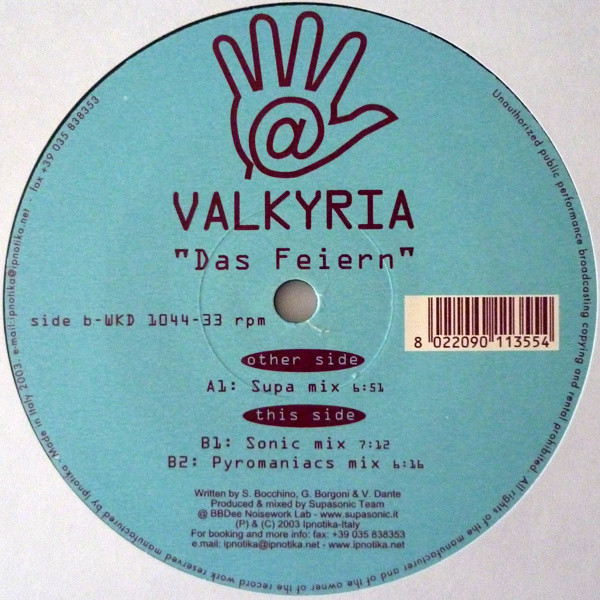 @
VALKYRIA
"Das Feiern"
side b-WKD 1044-33 rpm
8 022090 113554
other side
A1: Supa mix 6:51
this side
B1: Sonic mix 7:12
B2: Pyromaniacs mix 6:16
Written by S. Bocchino, G. Borgoni & V. Dante
Produced & mixed by Supasonic Team
@ BBDee Noisework Lab - www.supasonic.it
(P) & (C) 2003 Ipnotika-Italy
For booking and more info: fax: +39 035 838353
e.mail: ipnotika@ipnotika.net - www.ipnotika.net
Unauthorized public performance broadcasting copying and rental prohibited. All rights of the manufacturer and of the owner of the record work reserved manufactured by Ipnotika - Made in Italy 2003. e-mail: ipnotika@ipnotika.net - fax +39 035 838353